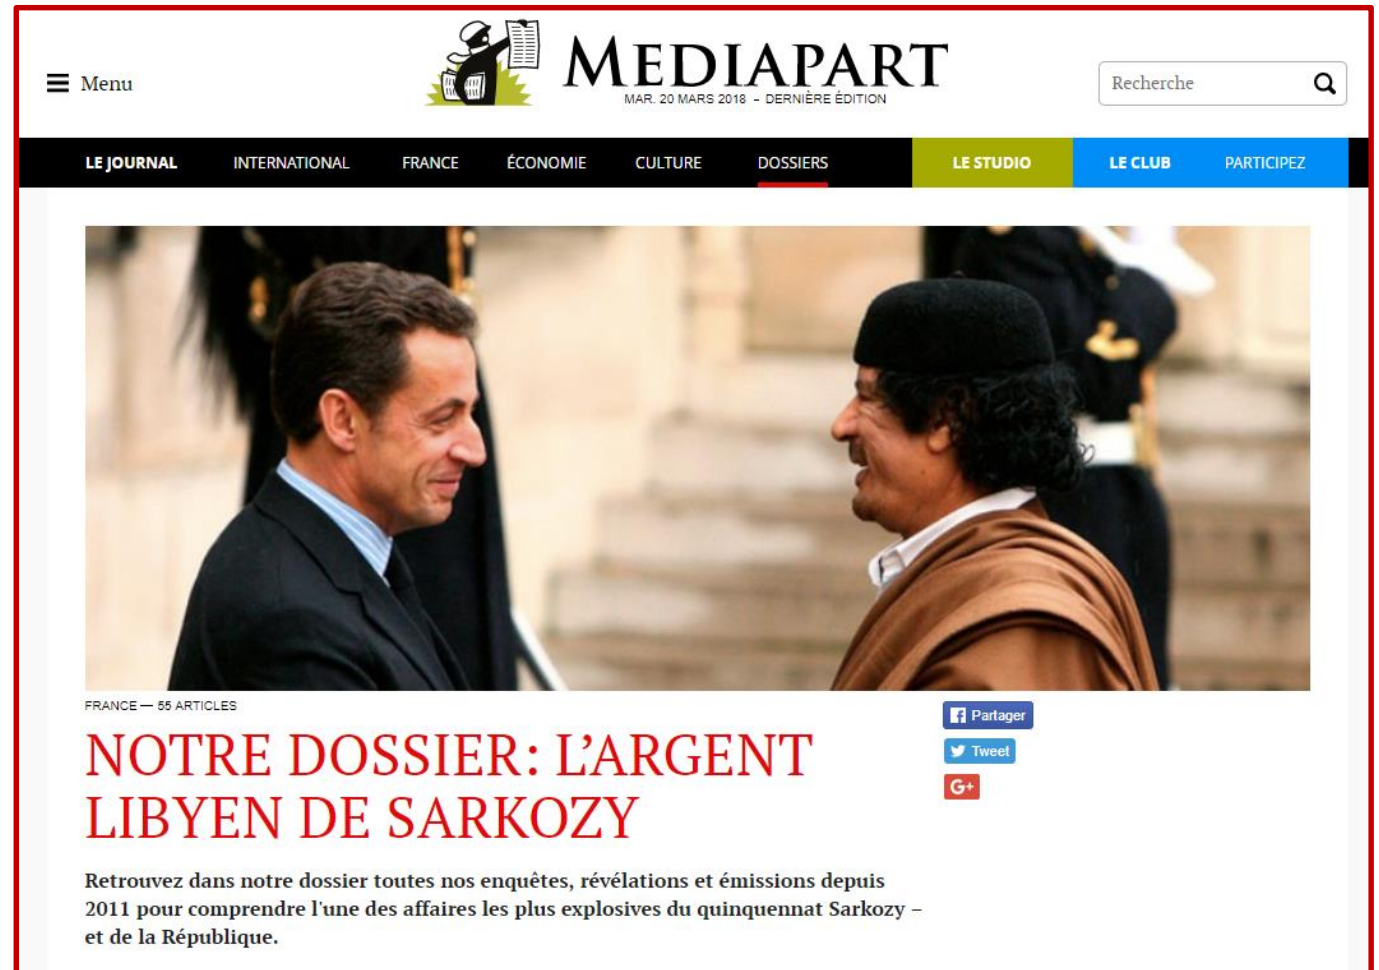 Menu
MEDIAPART
MAR. 20 MARS 2018 - DERNIÈRE ÉDITION
Recherche
LE JOURNAL INTERNATIONAL FRANCE ÉCONOMIE CULTURE DOSSIERS LE STUDIO LE CLUB PARTICIPEZ
FRANCE — 55 ARTICLES
NOTRE DOSSIER: L'ARGENT
LIBYEN DE SARKOZY
Partager
Tweet
G+
Retrouvez dans notre dossier toutes nos enquêtes, révélations et émissions depuis
2011 pour comprendre l'une des affaires les plus explosives du quinquennat Sarkozy –
et de la République.